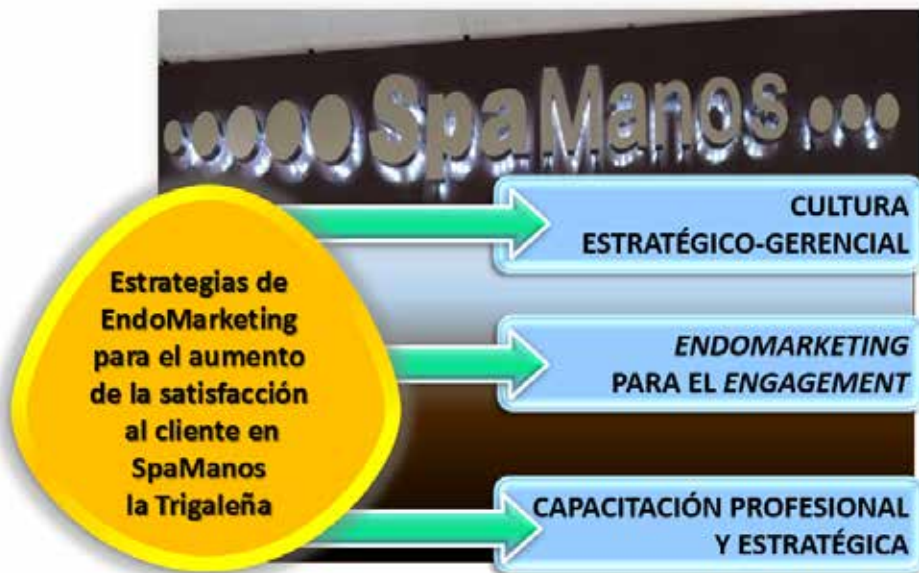 SpaManos
CULTURA
ESTRATÉGICO-GERENCIAL
Estrategias de
EndoMarketing
para el aumento
de la satisfacción
al cliente en
SpaManos
la Trigaleña
ENDOMARKETING
PARA EL ENGAGEMENT
CAPACITACIÓN PROFESIONAL
Y ESTRATÉGICA